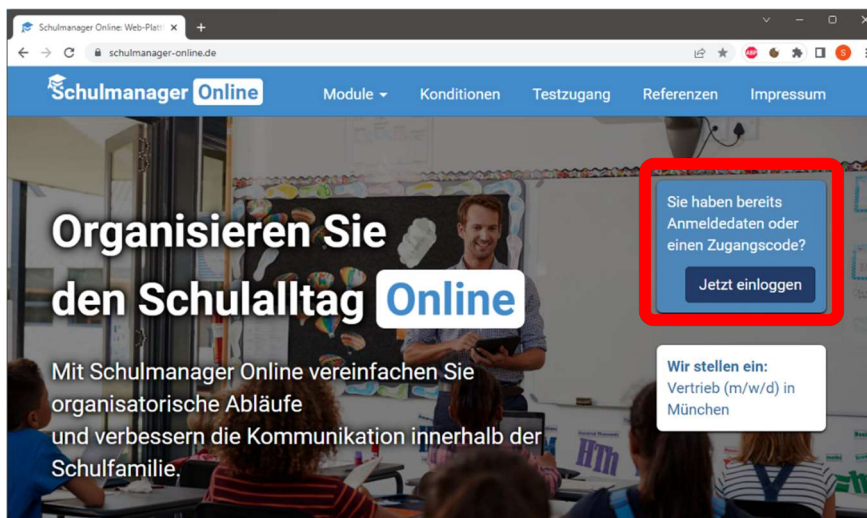 Schulmanager Online: Web-Platt
schulmanager-online.de
ABP
S
Schulmanager Online
Module
Konditionen
Testzugang
Referenzen
Impressum
Organisieren Sie
den Schulalltag Online
Mit Schulmanager Online vereinfachen Sie
organisatorische Abläufe
und verbessern die Kommunikation innerhalb der
Schulfamilie.
Sie haben bereits
Anmeldedaten oder
einen Zugangscode?
Jetzt einloggen
Wir stellen ein:
Vertrieb (m/w/d) in
München
HTh